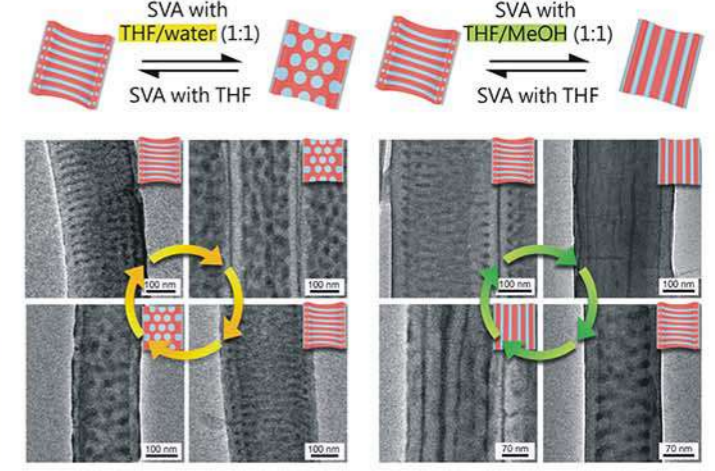 SVA with
THF/water (1:1)
SVA with THF
SVA with
THF/MeOH (1:1)
SVA with THF
100 nm
100 nm
100 nm
100 nm
100 nm
100 nm
70 nm
70 nm